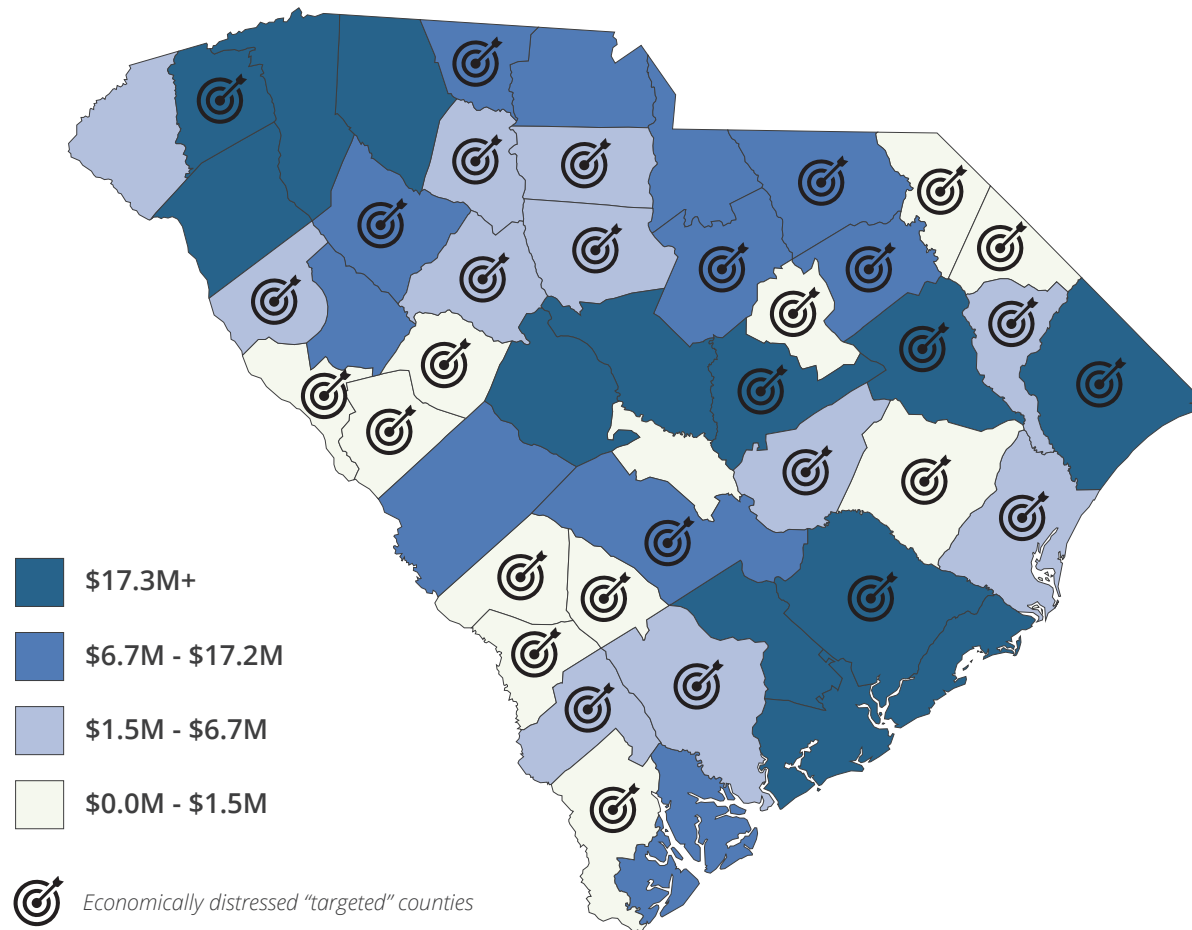 $17.3M+
$6.7M - $17.2M
$1.5M - $6.7M
$0.0M - $1.5M
Economically distressed “targeted” counties